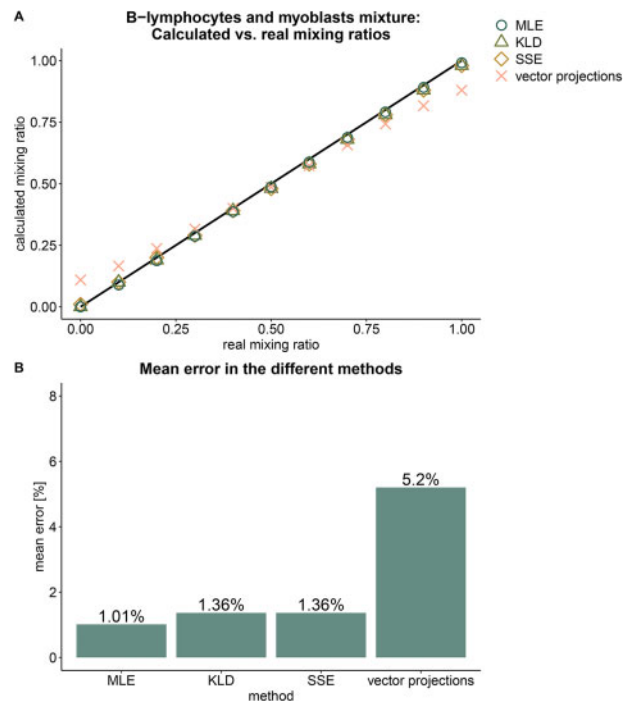 A
B−lymphocytes and myoblasts mixture:
Calculated vs. real mixing ratios
MLE
KLD
SSE
vector projections
1.00
0.75
0.50
0.25
0.00
calculated mixing ratio
0.00 0.25 0.50 0.75 1.00
real mixing ratio
B
Mean error in the different methods
8
6
4
2
0
mean error [%]
1.01%
1.36%
1.36%
5.2%
MLE KLD SSE vector projections
method